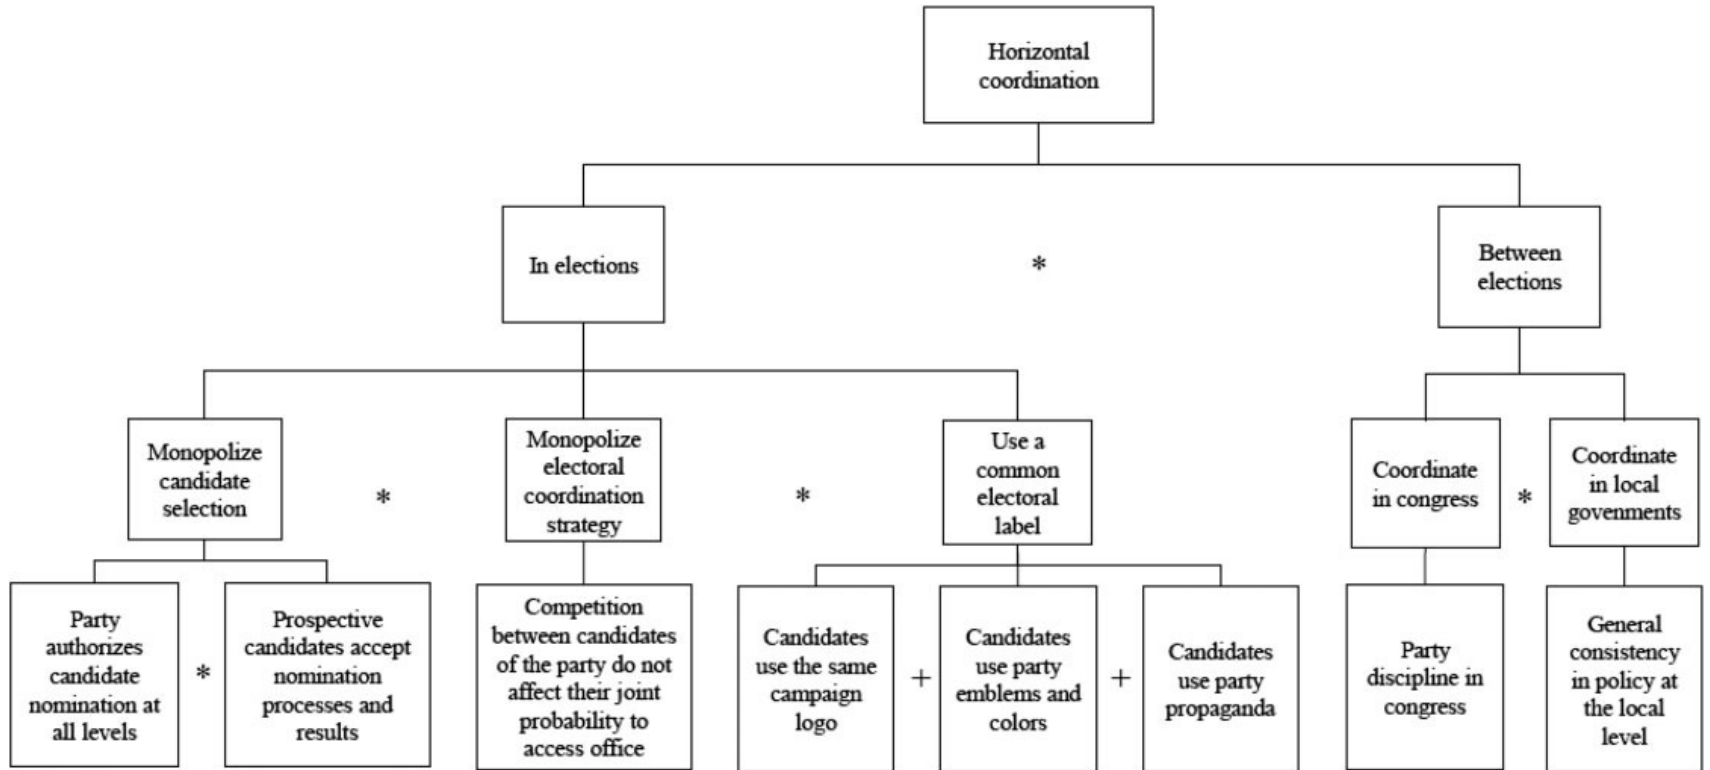 Horizontal
coordination
In elections
*
Between
elections
Monopolize
candidate
selection
*
Monopolize
electoral
coordination
strategy
*
Use a
common
electoral
label
Coordinate
in congress
*
Coordinate
in local
govenments
Party
authorizes
candidate
nomination at
all levels
*
Prospective
candidates accept
nomination
processes and
results
Competition
between candidates
of the party do not
affect their joint
probability to
access office
Candidates
use the same
campaign
logo
+
Candidates
use party
emblems and
colors
+
Candidates
use party
propaganda
Party
discipline in
congress
General
consistency
in policy at
the local
level